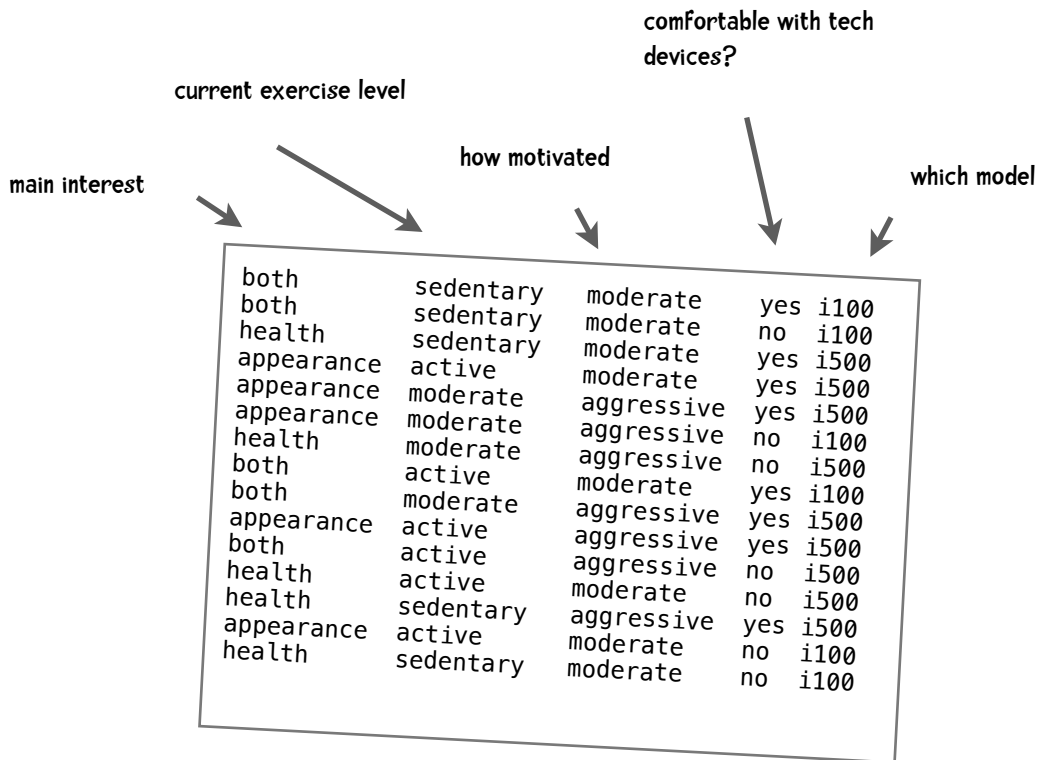 comfortable with tech
devices?
current exercise level
how motivated
main interest
which model
both sedentary moderate yes i100
both sedentary moderate no i100
health sedentary moderate yes i500
appearance active moderate yes i500
appearance moderate aggressive yes i500
appearance moderate aggressive no i100
health moderate aggressive no i500
both active moderate yes i100
both moderate aggressive yes i500
appearance active aggressive yes i500
both active aggressive no i500
health active moderate no i500
health sedentary aggressive yes i500
appearance active moderate no i100
health sedentary moderate no i100